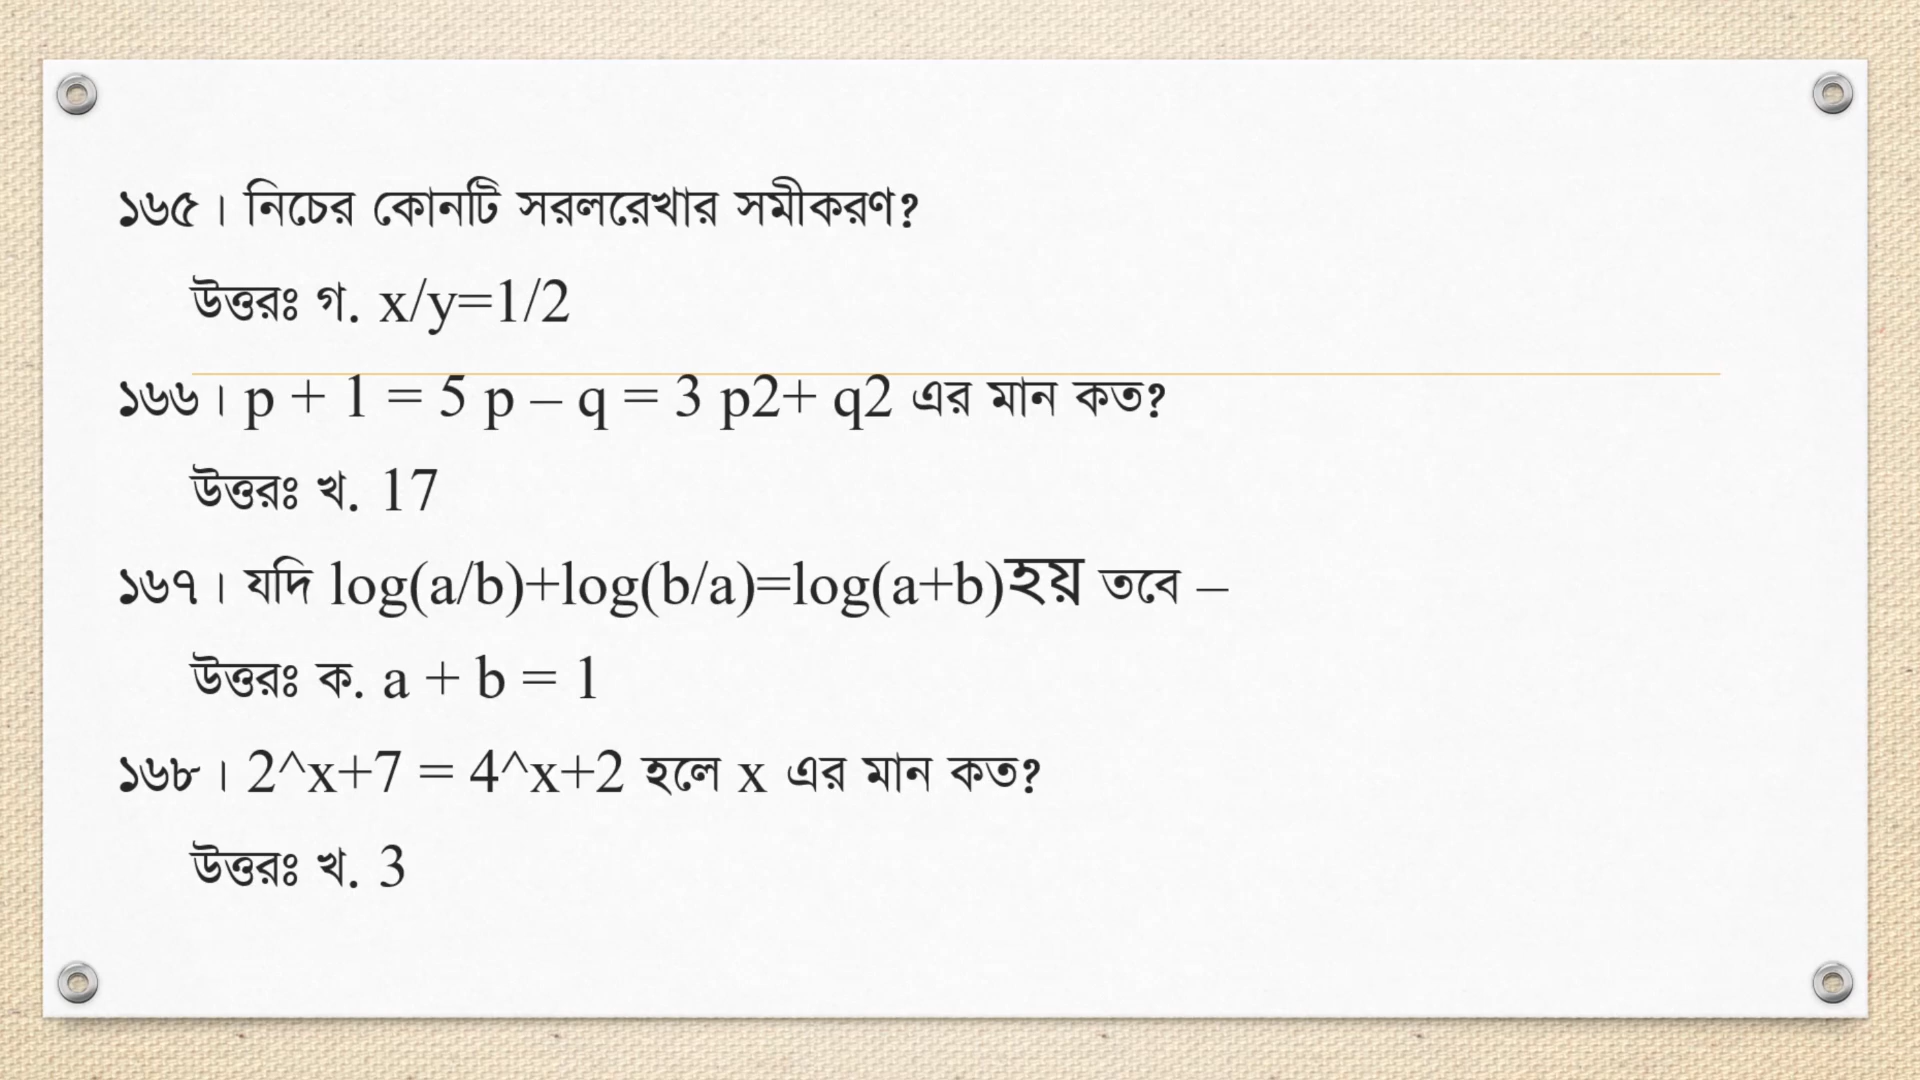 ১৬৫। নিচের কোনটি সরলরেখার সমীকরণ?
উত্তরঃ গ. x/y=1/2
১৬৬। p + 1 = 5 p – q = 3 p2+ q2 এর মান কত?
উত্তরঃ খ. 17
১৬৭। যদি log(a/b)+log(b/a)=log(a+b)হয় তবে –
উত্তরঃ ক. a + b = 1
১৬৮। 2^x+7 = 4^x+2 হলে x এর মান কত?
উত্তরঃ খ. 3